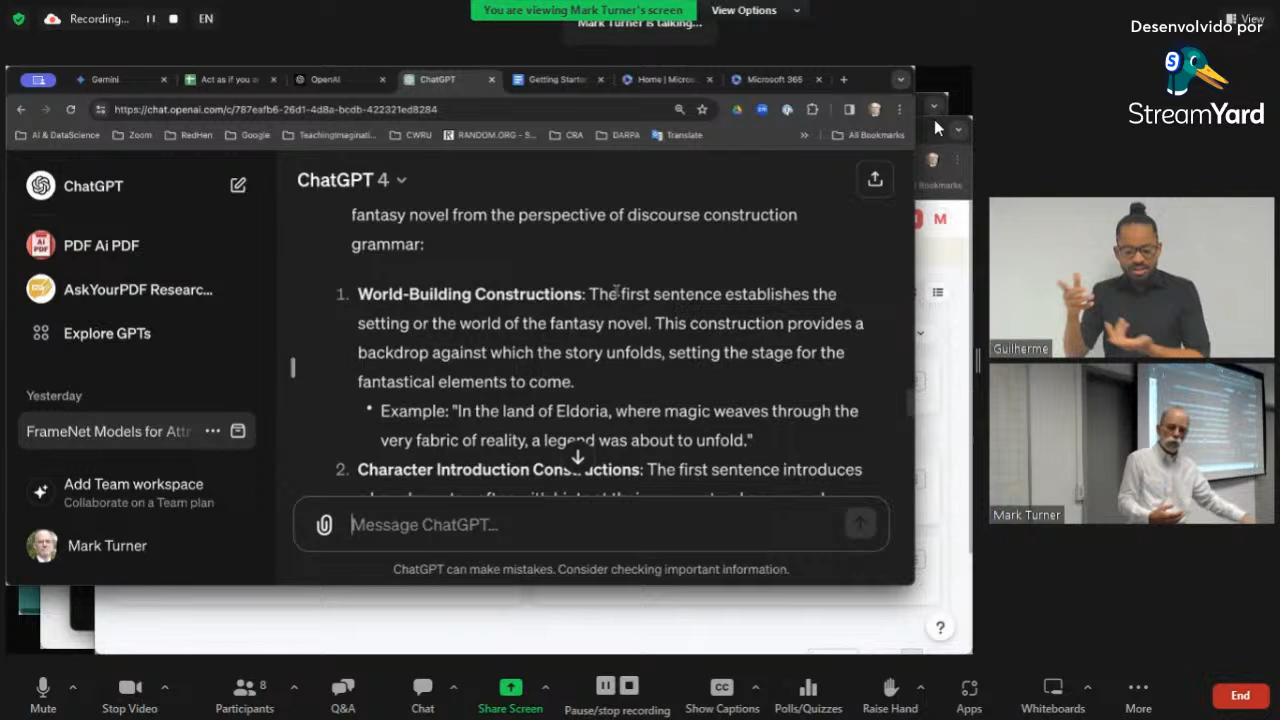 Recording...
EN
You are viewing Mark Turner's screen
View Options
Mark Turner is talking...
View
Desenvolvido por
S
StreamYard
Gemini
Act as if you a
OpenAI
ChatGPT
Getting Starte
Home | Micros
Microsoft 365
https://chat.openai.com/c/787eafb6-26d1-4d8a-bcdb-422321ed8284
AI & DataScience
Zoom
RedHen
Google
TeachingImaginati...
CWRU
RANDOM.ORG - S...
CRA
DARPA
Translate
»
All Bookmarks
Bookmarks
M
ChatGPT
PDF Ai PDF
AskYourPDF Researc...
Explore GPTs
Yesterday
FrameNet Models for Attr
Add Team workspace
Collaborate on a Team plan
Mark Turner
ChatGPT 4
fantasy novel from the perspective of discourse construction
grammar:
1. World-Building Constructions: The first sentence establishes the
setting or the world of the fantasy novel. This construction provides a
backdrop against which the story unfolds, setting the stage for the
fantastical elements to come.
• Example: "In the land of Eldoria, where magic weaves through the
very fabric of reality, a legend was about to unfold."
2. Character Introduction Constructions: The first sentence introduces
Message ChatGPT...
ChatGPT can make mistakes. Consider checking important information.
?
Guilherme
Mark Turner
Mute
Stop Video
8
Participants
Q&A
Chat
Share Screen
Pause/stop recording
CC
Show Captions
Polls/Quizzes
Raise Hand
Apps
Whiteboards
More
End